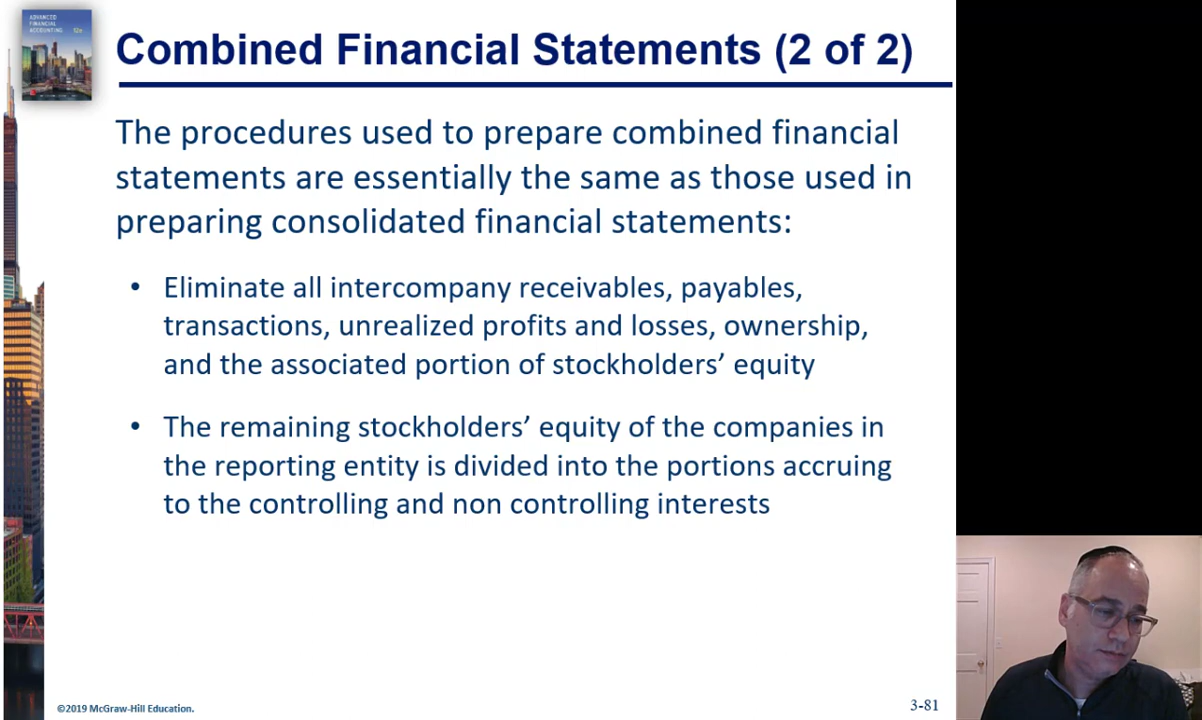 ADVANCED
FINANCIAL
ACCOUNTING
12e
Combined Financial Statements (2 of 2)
The procedures used to prepare combined financial
statements are essentially the same as those used in
preparing consolidated financial statements:
• Eliminate all intercompany receivables, payables,
transactions, unrealized profits and losses, ownership,
and the associated portion of stockholders’ equity
• The remaining stockholders’ equity of the companies in
the reporting entity is divided into the portions accruing
to the controlling and non controlling interests
©2019 McGraw-Hill Education.
3-81